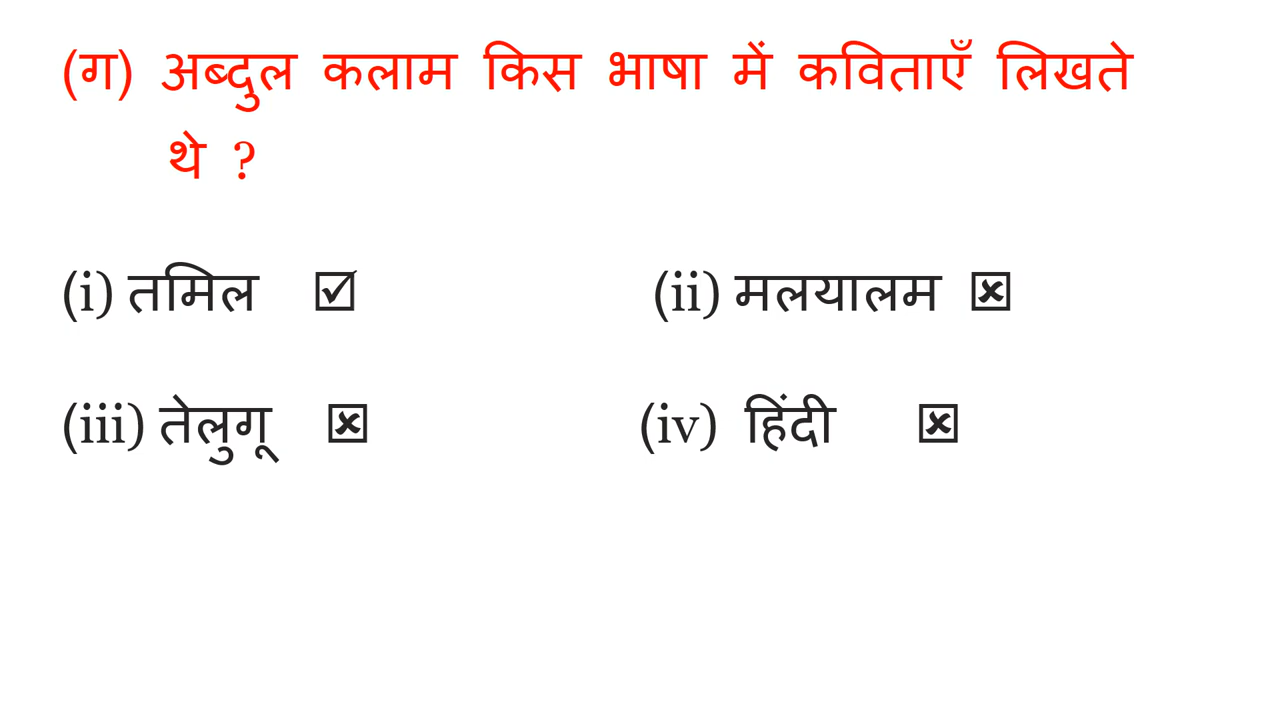 (ग) अब्दुल कलाम किस भाषा में कविताएँ लिखते
थे ?
(i) तमिल ☑ (ii) मलयालम ☒
(iii) तेलुगू ☒ (iv) हिंदी ☒